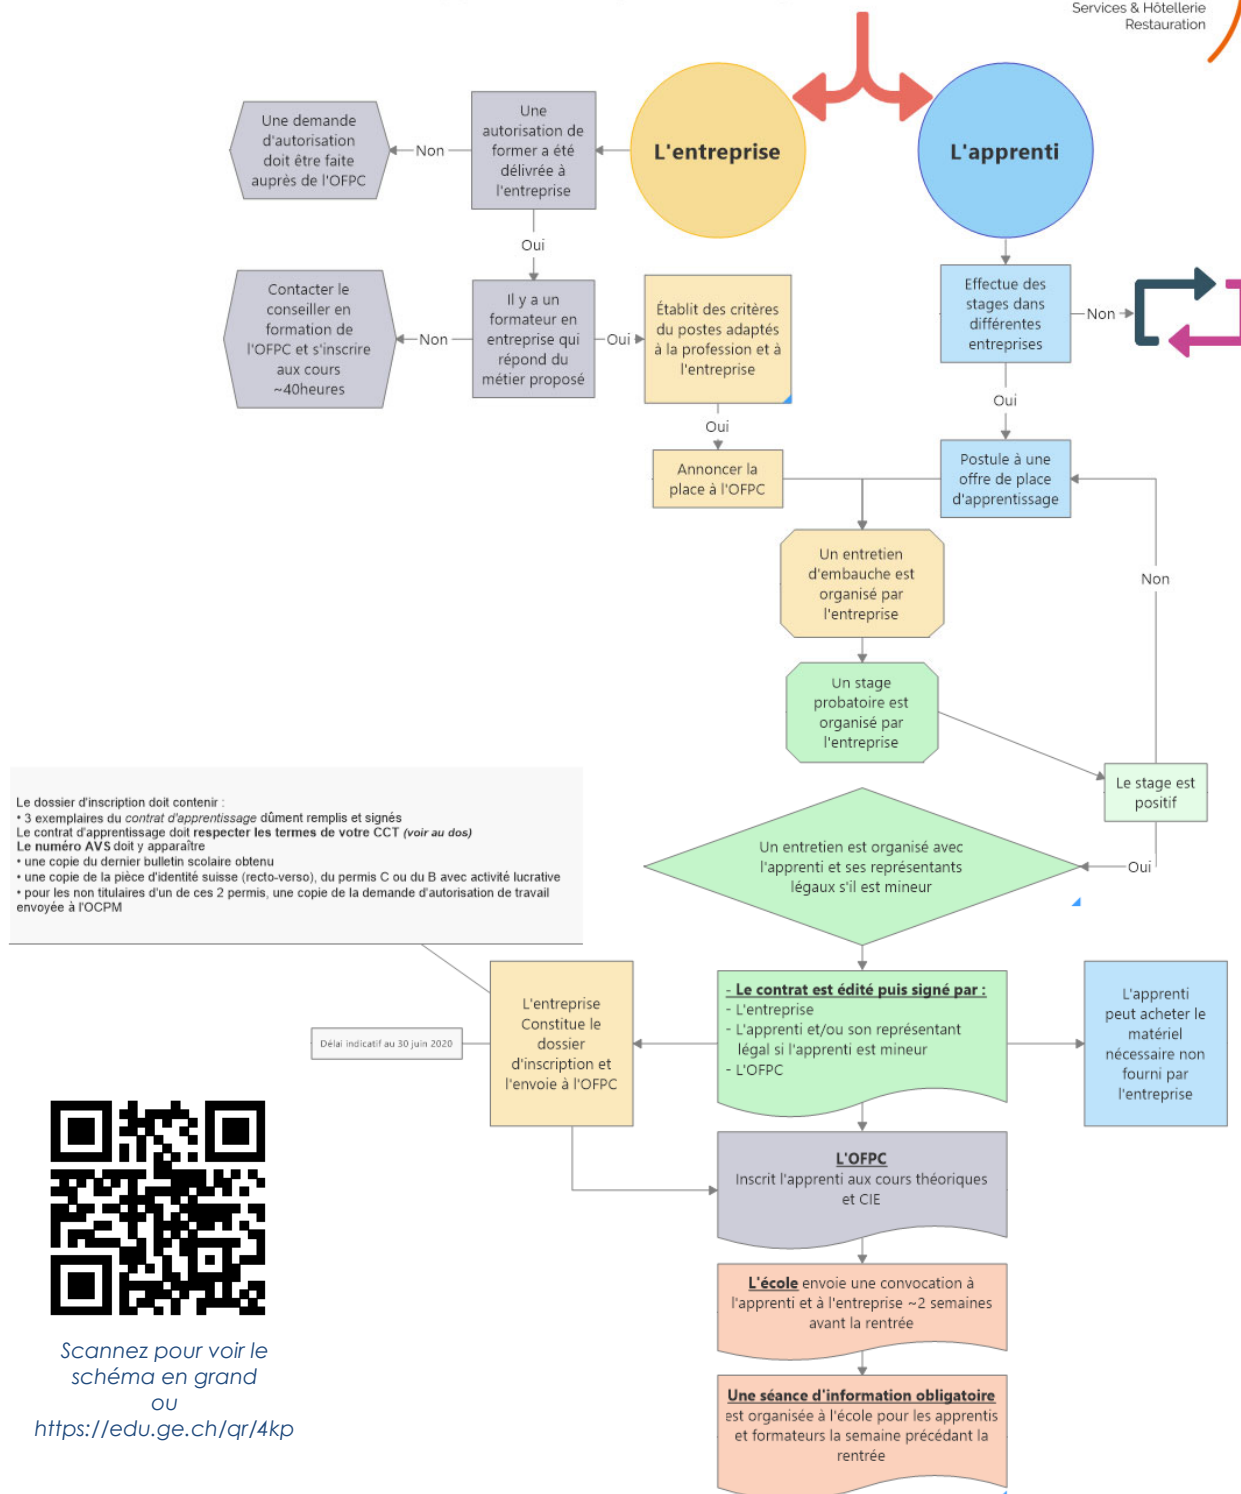 Services & Hôtellerie
Restauration
L'entreprise
L'apprenti
Une
autorisation de
former a été
délivrée à
l'entreprise
Non
Une demande
d'autorisation
doit être faite
auprès de l'OFPC
Oui
Il y a un
formateur en
entreprise qui
répond du
métier proposé
Non
Contacter le
conseiller en
formation de
l'OFPC et s'inscrire
aux cours
~40heures
Oui
Établit des critères
du postes adaptés
à la profession et à
l'entreprise
Oui
Annoncer la
place à l'OFPC
Effectue des
stages dans
différentes
entreprises
Non
Oui
Postule à une
offre de place
d'apprentissage
Un entretien
d'embauche est
organisé par
l'entreprise
Non
Un stage
probatoire est
organisé par
l'entreprise
Le stage est
positif
Oui
Un entretien est organisé avec
l'apprenti et ses représentants
légaux s'il est mineur
Le dossier d'inscription doit contenir :
• 3 exemplaires du contrat d'apprentissage dûment remplis et signés
Le contrat d'apprentissage doit respecter les termes de votre CCT (voir au dos)
Le numéro AVS doit y apparaître
• une copie du dernier bulletin scolaire obtenu
• une copie de la pièce d'identité suisse (recto-verso), du permis C ou du B avec activité lucrative
• pour les non titulaires d'un de ces 2 permis, une copie de la demande d'autorisation de travail
envoyée à l'OCPM
- Le contrat est édité puis signé par :
- L'entreprise
- L'apprenti et/ou son représentant
légal si l'apprenti est mineur
- L'OFPC
L'entreprise
Constitue le
dossier
d'inscription et
l'envoie à l'OFPC
Délai indicatif au 30 juin 2020
L'apprenti
peut acheter le
matériel
nécessaire non
fourni par
l'entreprise
L'OFPC
Inscrit l'apprenti aux cours théoriques
et CIE
L'école envoie une convocation à
l'apprenti et à l'entreprise ~2 semaines
avant la rentrée
Une séance d'information obligatoire
est organisée à l'école pour les apprentis
et formateurs la semaine précédant la
rentrée
Scannez pour voir le
schéma en grand
ou
https://edu.ge.ch/qr/4kp